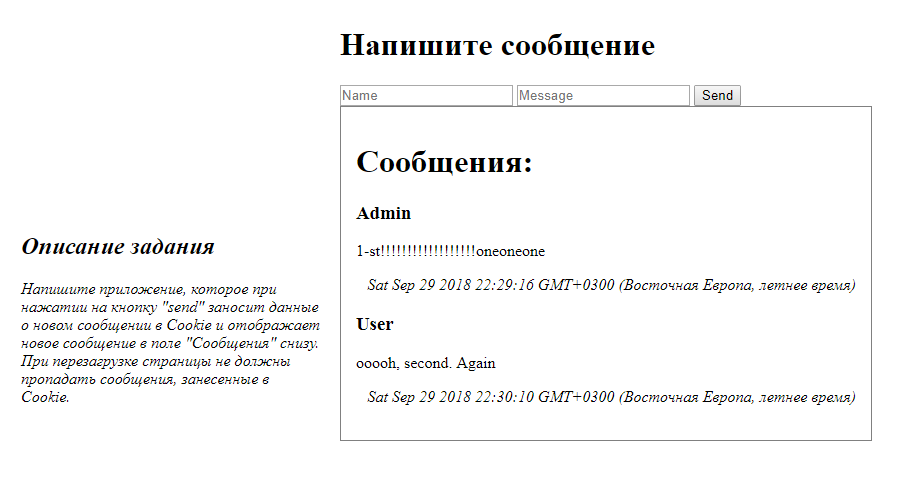 Напишите сообщение
Name Message Send
Сообщения:
Admin
1-st!!!!!!!!!!!!!!!!!!oneoneone
Sat Sep 29 2018 22:29:16 GMT+0300 (Восточная Европа, летнее время)
User
ooooh, second. Again
Sat Sep 29 2018 22:30:10 GMT+0300 (Восточная Европа, летнее время)
Описание задания
Напишите приложение, которое при
нажатии на кнопку "send" заносит данные
о новом сообщении в Cookie и отображает
новое сообщение в поле "Сообщения" снизу.
При перезагрузке страницы не должны
пропадать сообщения, занесенные в
Cookie.